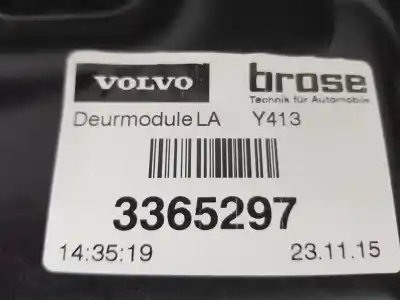 VOLVO brose
Technik für Automobile
Deurmodule LA Y413
3365297
14:35:19 23.11.15